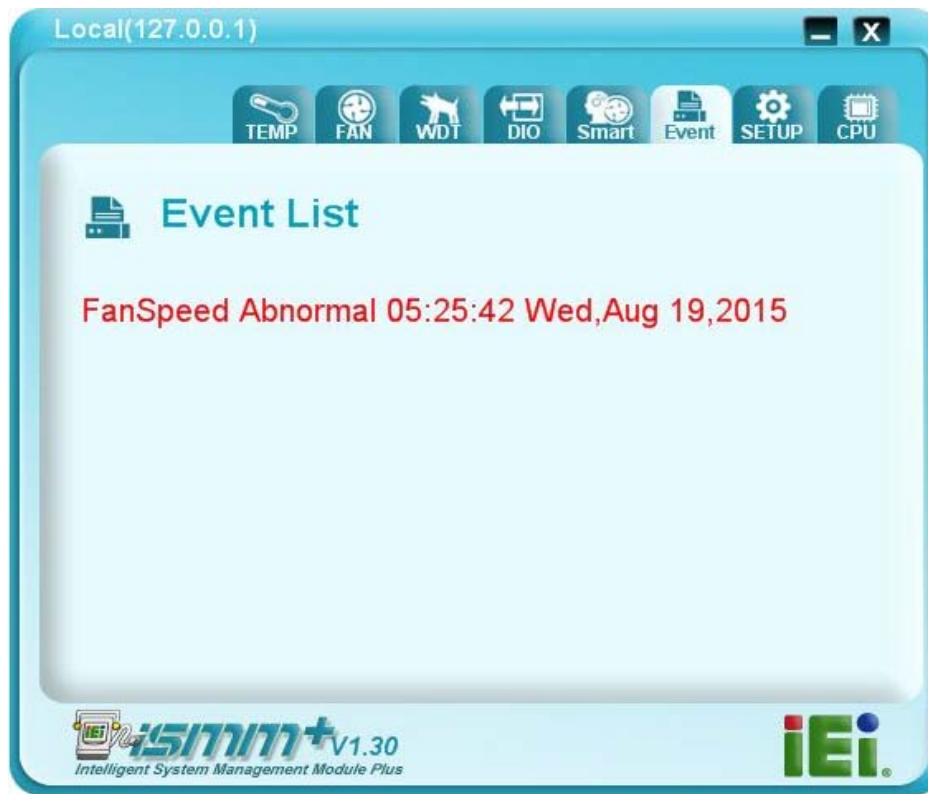 Local(127.0.0.1)
TEMP FAN WDT DIO Smart Event SETUP CPU
Event List
FanSpeed Abnormal 05:25:42 Wed,Aug 19,2015
iEi iSMM+ V1.30
Intelligent System Management Module Plus
iEi®